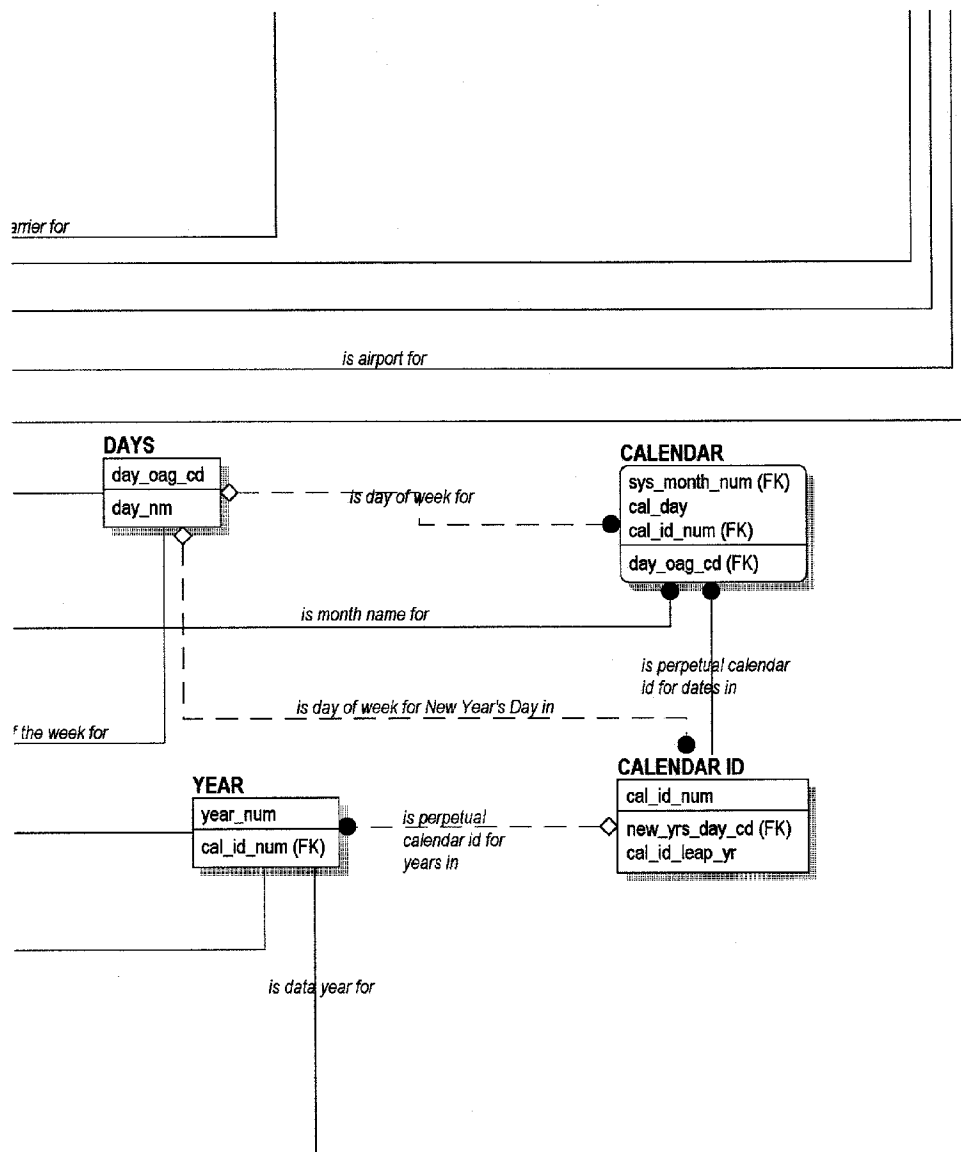 arrier for
is airport for
DAYS
day_oag_cd
day_nm
is day of week for
CALENDAR
sys_month_num (FK)
cal_day
cal_id_num (FK)
day_oag_cd (FK)
is month name for
is perpetual calendar
id for dates in
is day of week for New Year's Day in
f the week for
CALENDAR ID
cal_id_num
new_yrs_day_cd (FK)
cal_id_leap_yr
YEAR
year_num
cal_id_num (FK)
is perpetual
calendar id for
years in
is data year for